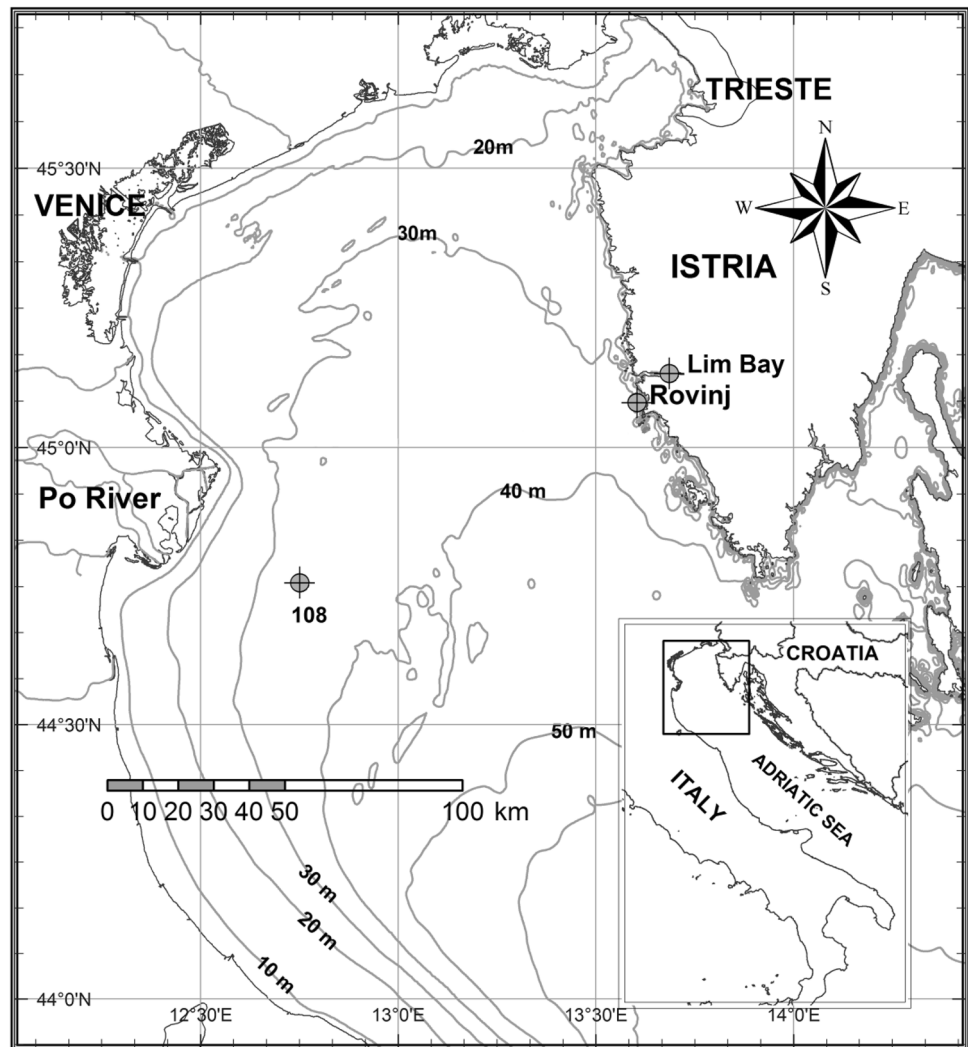 TRIESTE
N
20m
45°30'N
VENICE
W
E
30m
ISTRIA
S
Lim Bay
Rovinj
45°0'N
40 m
Po River
108
CROATIA
44°30'N
50 m
ADRIATIC SEA
ITALY
0 10 20 30 40 50 100 km
30 m
20 m
10 m
44°0'N
12°30'E 13°0'E 13°30'E 14°0'E